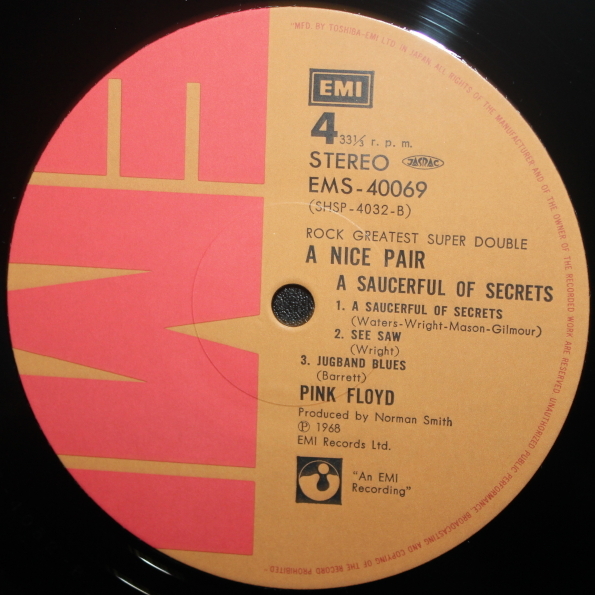 "MFD BY TOSHIBA-EMI LTD IN JAPAN. ALL RIGHTS OF THE MANUFACTURER AND OF THE OWNER OF THE RECORDED WORK ARE RESERVED UNAUTHORIZED PUBLIC PERFORMANCE, BROADCASTING AND COPYING OF THE RECORD PROHIBITED"
EMI
EMI
4 33⅓ r. p. m.
STEREO JASRAC
EMS-40069
(SHSP-4032-B)
ROCK GREATEST SUPER DOUBLE
A NICE PAIR
A SAUCERFUL OF SECRETS
1. A SAUCERFUL OF SECRETS
(Waters-Wright-Mason-Gilmour)
2. SEE SAW
(Wright)
3. JUGBAND BLUES
(Barrett)
PINK FLOYD
Produced by Norman Smith
℗ 1968
EMI Records Ltd.
"An EMI
Recording"